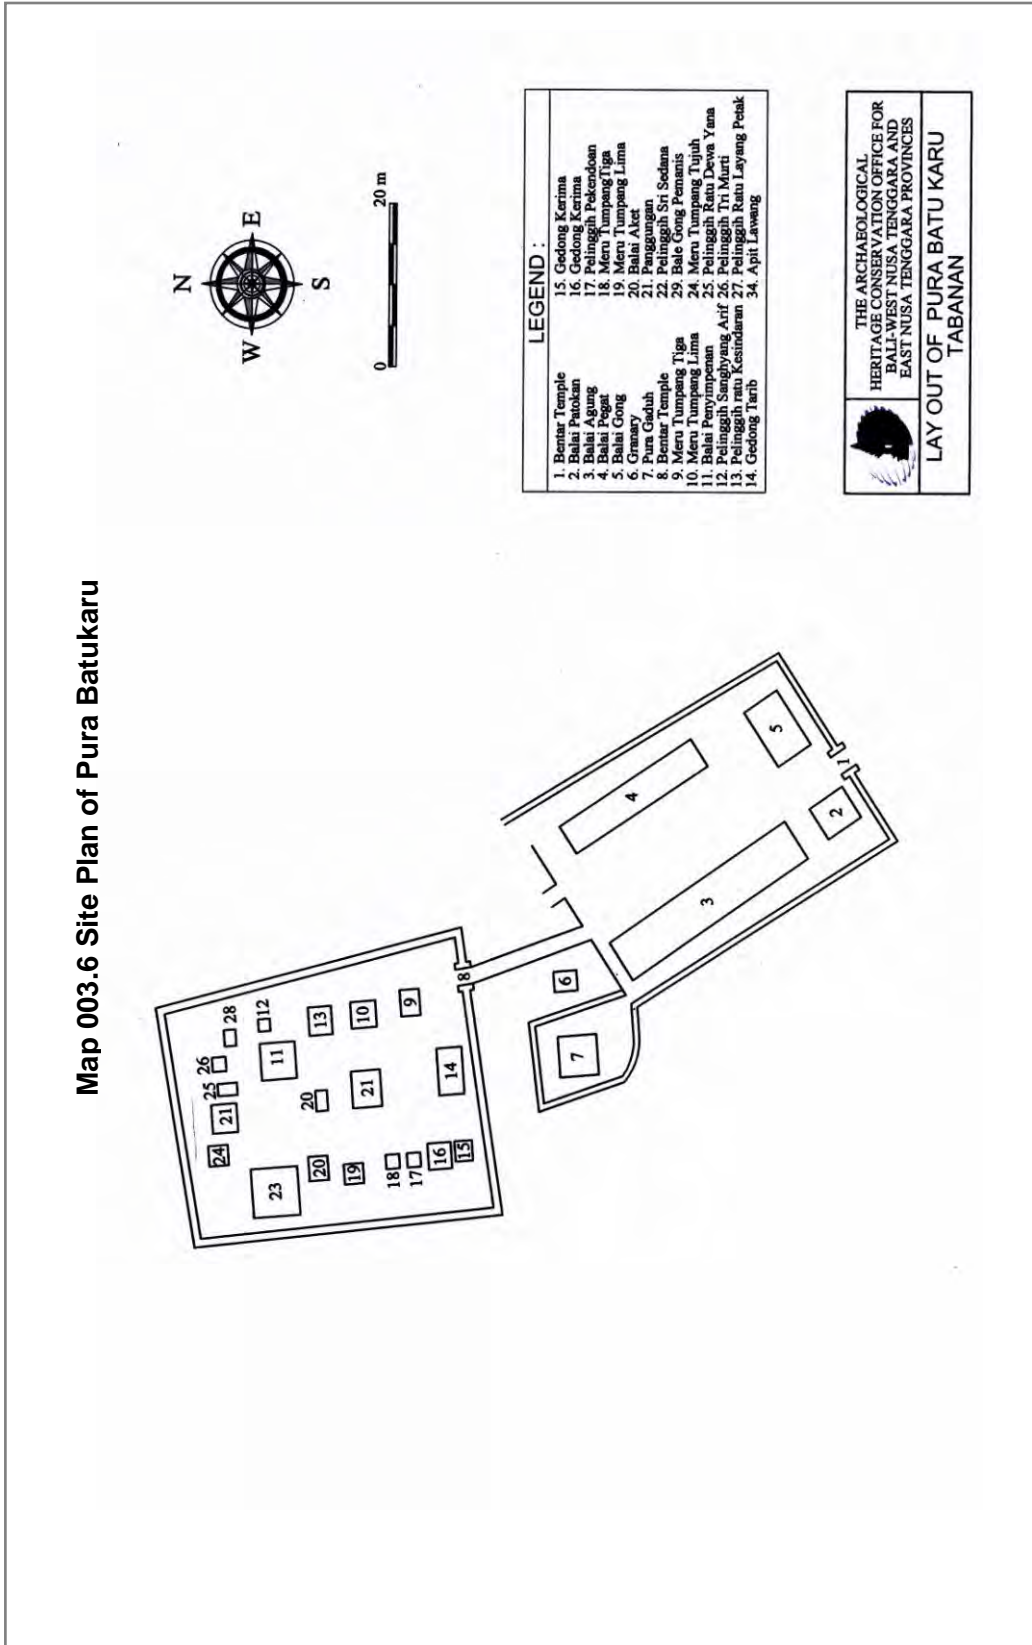 Map 003.6 Site Plan of Pura Batukaru
N
W
E
S
0
20 m
LEGEND :
1. Bentar Temple
2. Balai Patokan
3. Balai Agung
4. Balai Pegat
5. Balai Gong
6. Granary
7. Pura Gaduh
8. Bentar Temple
9. Meru Tumpang Tiga
10. Meru Tumpang Lima
11. Balai Penyimpenan
12. Pelinggih Sanghyang Arif
13. Pelinggih ratu Kesindaran
14. Gedong Tarib
15. Gedong Kerima
16. Gedong Kerima
17. Pelinggih Pekendoan
18. Meru TumpangTiga
19. Meru Tumpang Lima
20. Balai Aket
21. Panggungan
22. Pelinggih Sri Sedana
29. Bale Gong Pemanis
24. Meru Tumpang Tujuh
25. Pelinggih Ratu Dewa Yana
26. Pelinggih Tri Murti
27. Pelinggih Ratu Layang Petak
34. Apit Lawang
THE ARCHAEOLOGICAL
HERITAGE CONSERVATION OFFICE FOR
BALI-WEST NUSA TENGGARA AND
EAST NUSA TENGGARA PROVINCES
LAY OUT OF PURA BATU KARU
TABANAN
24
21
25
26
28
12
23
11
20
20
13
19
21
10
18
17
9
16
15
14
8
7
6
4
3
5
2
1